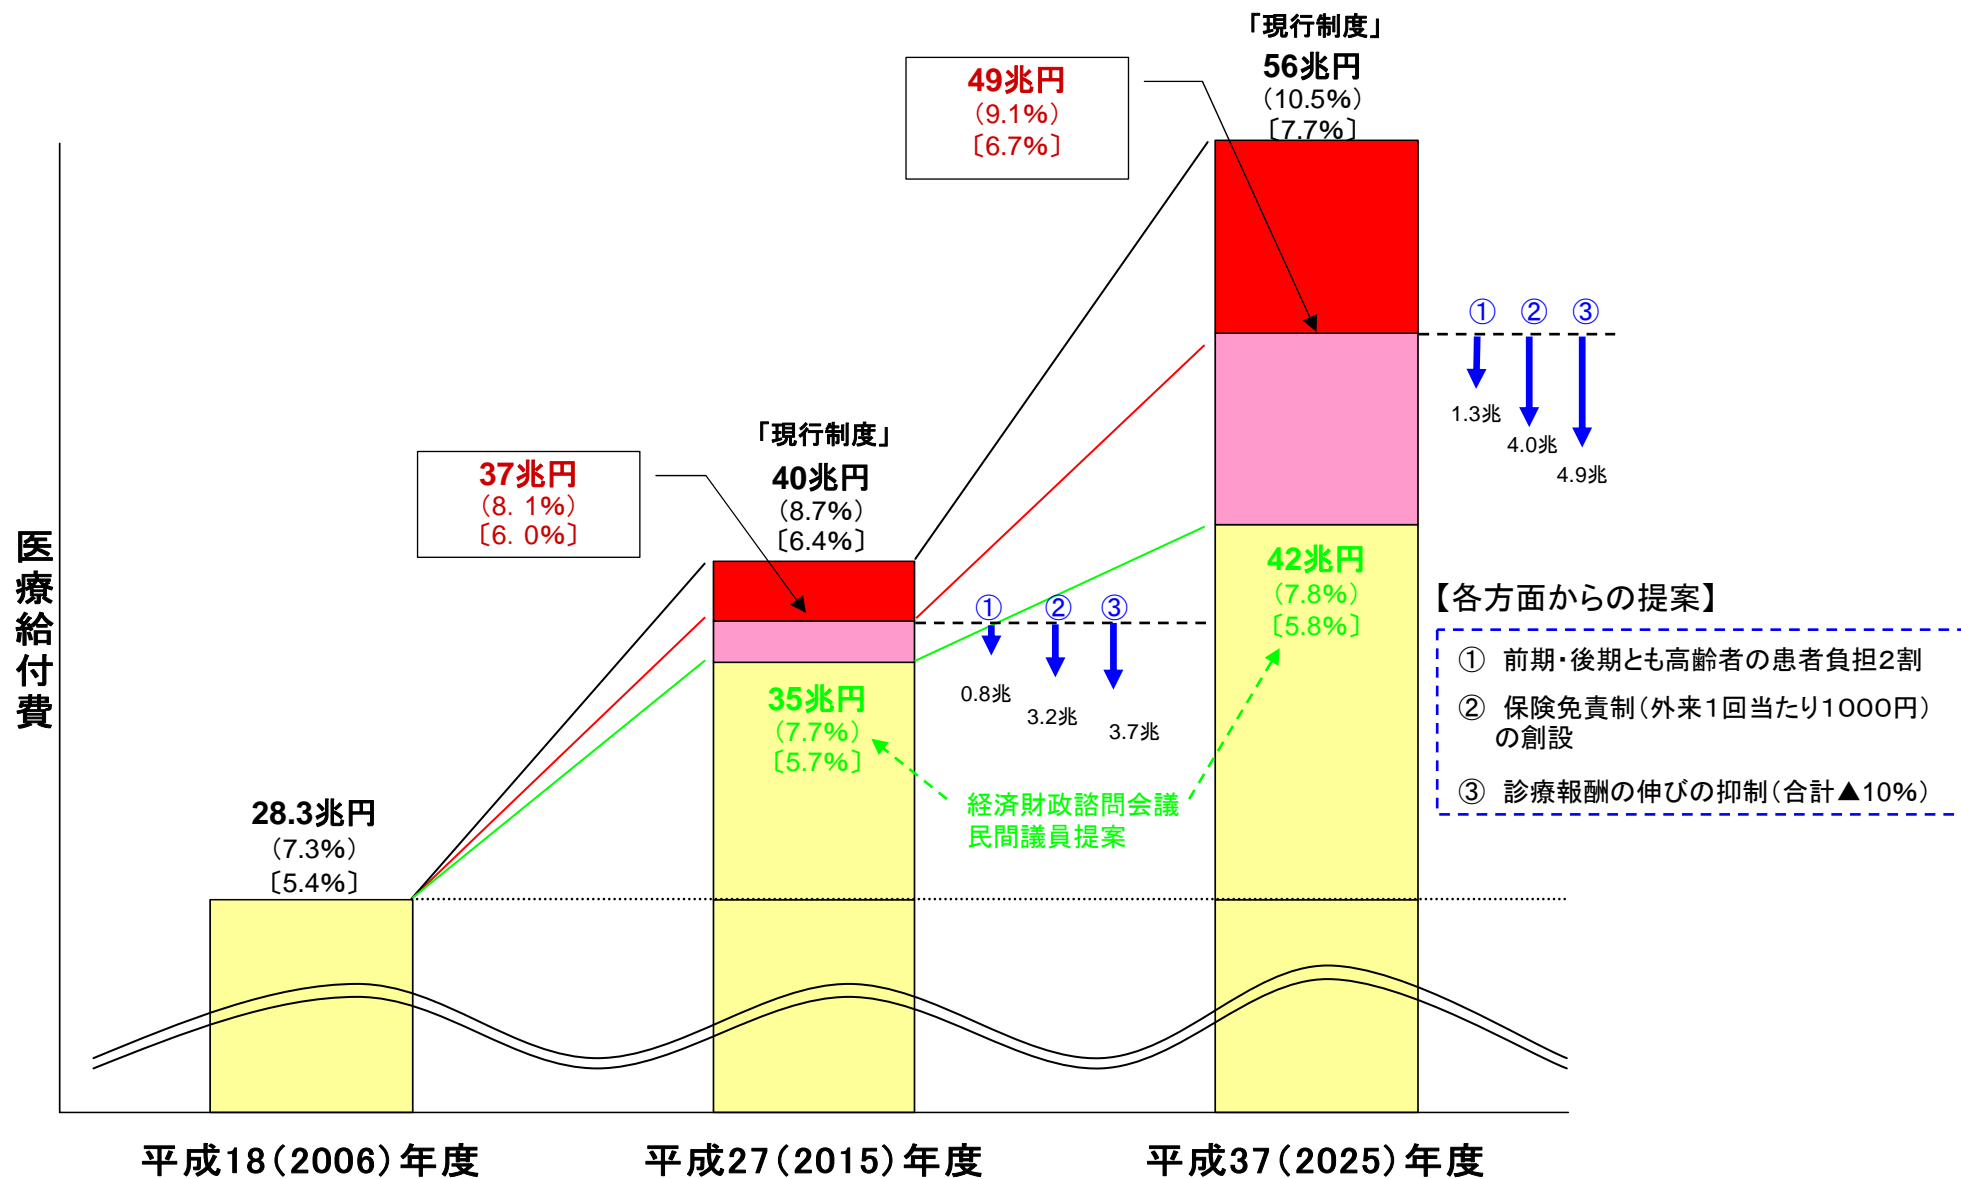 「現行制度」
56兆円
（10.5%）
〔7.7%〕
49兆円
（9.1%）
〔6.7%〕
① ② ③
1.3兆
4.0兆
4.9兆
「現行制度」
40兆円
（8.7%）
〔6.4%〕
37兆円
（8. 1%）
〔6. 0%〕
① ② ③
0.8兆
3.2兆
3.7兆
42兆円
（7.8%）
〔5.8%〕
35兆円
（7.7%）
〔5.7%〕
経済財政諮問会議
民間議員提案
28.3兆円
（7.3%）
〔5.4%〕
医療給付費
【各方面からの提案】
① 前期・後期とも高齢者の患者負担２割
② 保険免責制（外来１回当たり１０００円）
の創設
③ 診療報酬の伸びの抑制（合計▲10%）
平成18（2006）年度
平成27（2015）年度
平成37（2025）年度